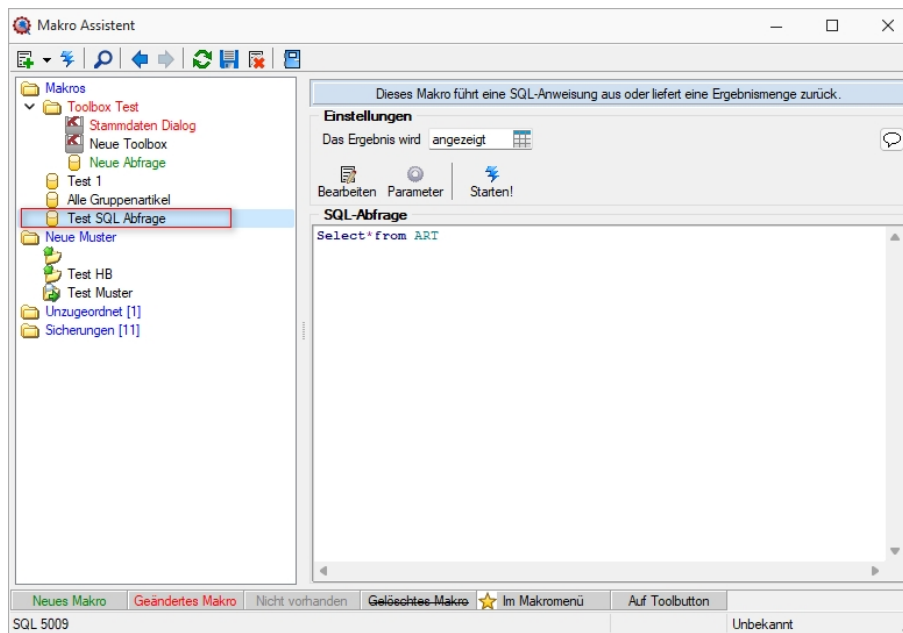 Makro Assistent
Makros
Toolbox Test
Stammdaten Dialog
Neue Toolbox
Neue Abfrage
Test 1
Alle Gruppenartikel
Test SQL Abfrage
Neue Muster
Test HB
Test Muster
Unzugeordnet [1]
Sicherungen [11]
Dieses Makro führt eine SQL-Anweisung aus oder liefert eine Ergebnismenge zurück.
Einstellungen
Das Ergebnis wird angezeigt
Bearbeiten Parameter Starten!
SQL-Abfrage
Select*from ART
Neues Makro Geändertes Makro Nicht vorhanden Gelöschtes Makro Im Makromenü Auf Toolbutton
SQL 5009 Unbekannt